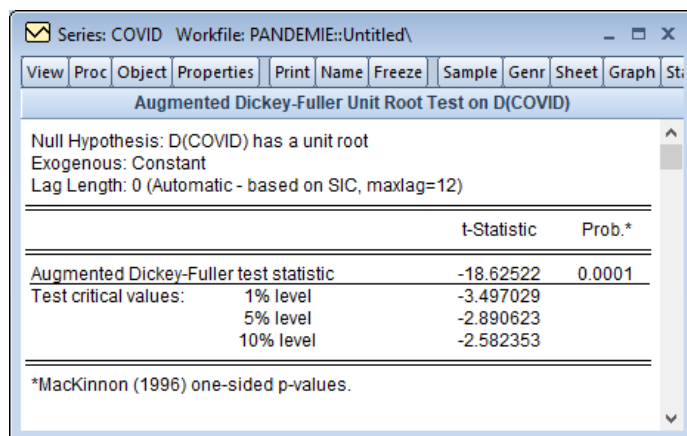 Series: COVID Workfile: PANDEMIE::Untitled\
View Proc Object Properties Print Name Freeze Sample Genr Sheet Graph
Augmented Dickey-Fuller Unit Root Test on D(COVID)
Null Hypothesis: D(COVID) has a unit root
Exogenous: Constant
Lag Length: 0 (Automatic - based on SIC, maxlag=12)
t-Statistic Prob.*
Augmented Dickey-Fuller test statistic -18.62522 0.0001
Test critical values: 1% level -3.497029
5% level -2.890623
10% level -2.582353
*MacKinnon (1996) one-sided p-values.